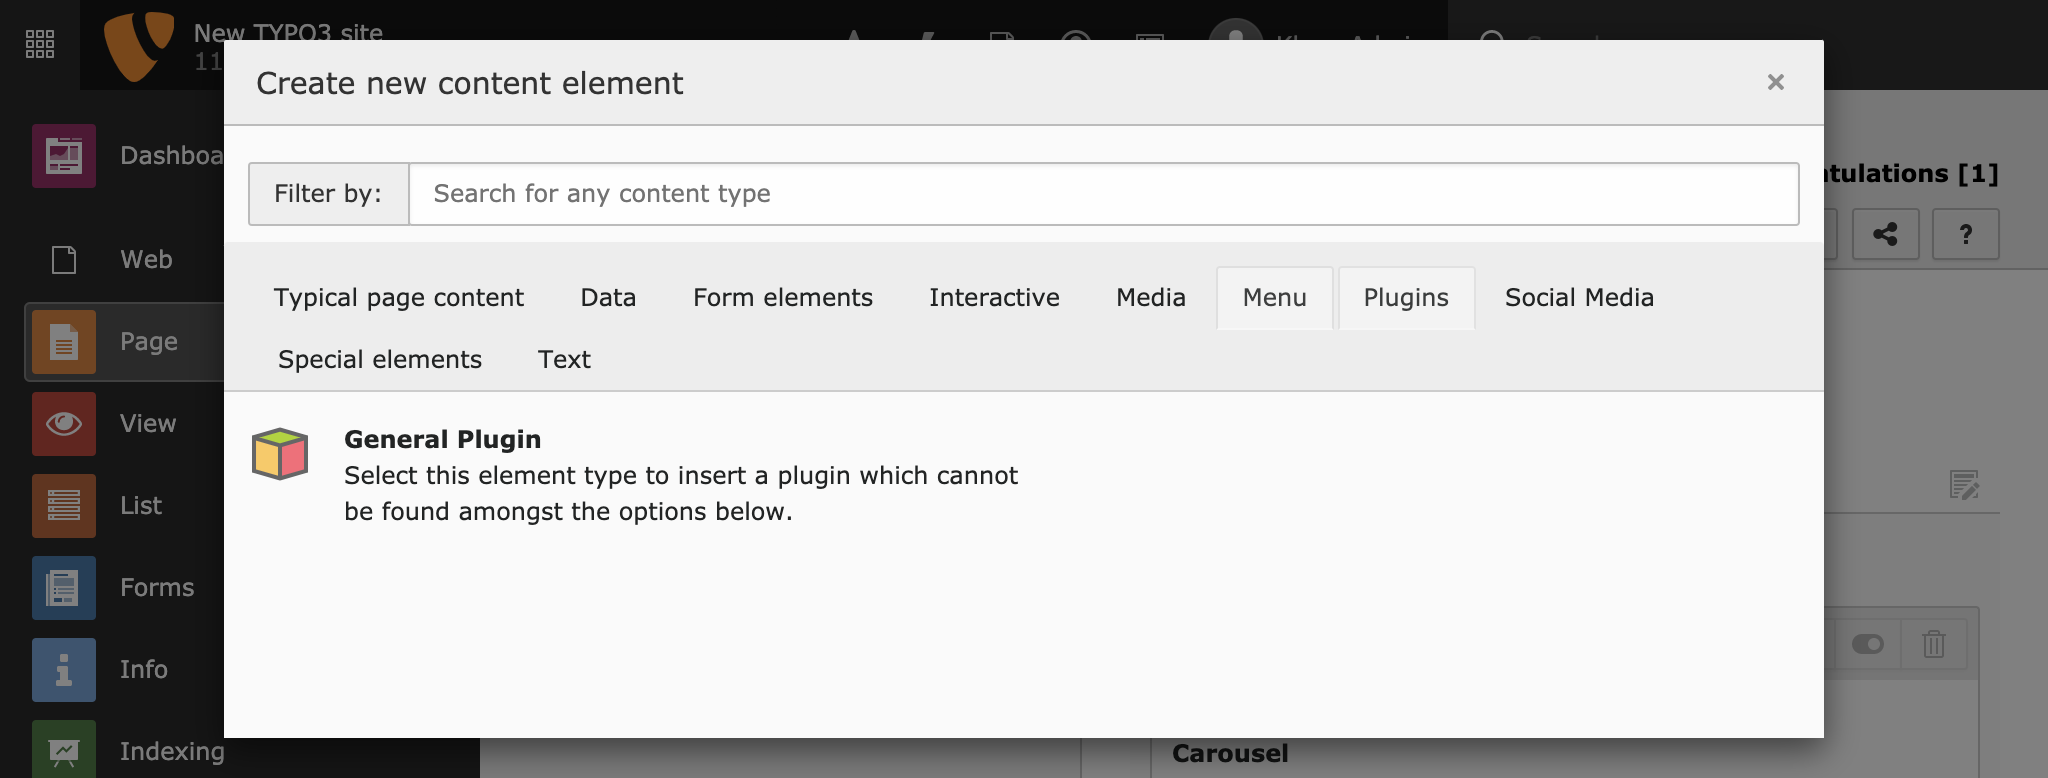 New TYPO3 site
11
Create new content element
×
Dashboa
Filter by:
Search for any content type
tulations [1]
?
Web
Typical page content
Data
Form elements
Interactive
Media
Menu
Plugins
Social Media
Page
Special elements
Text
View
General Plugin
Select this element type to insert a plugin which cannot
be found amongst the options below.
List
Forms
Info
Indexing
Carousel